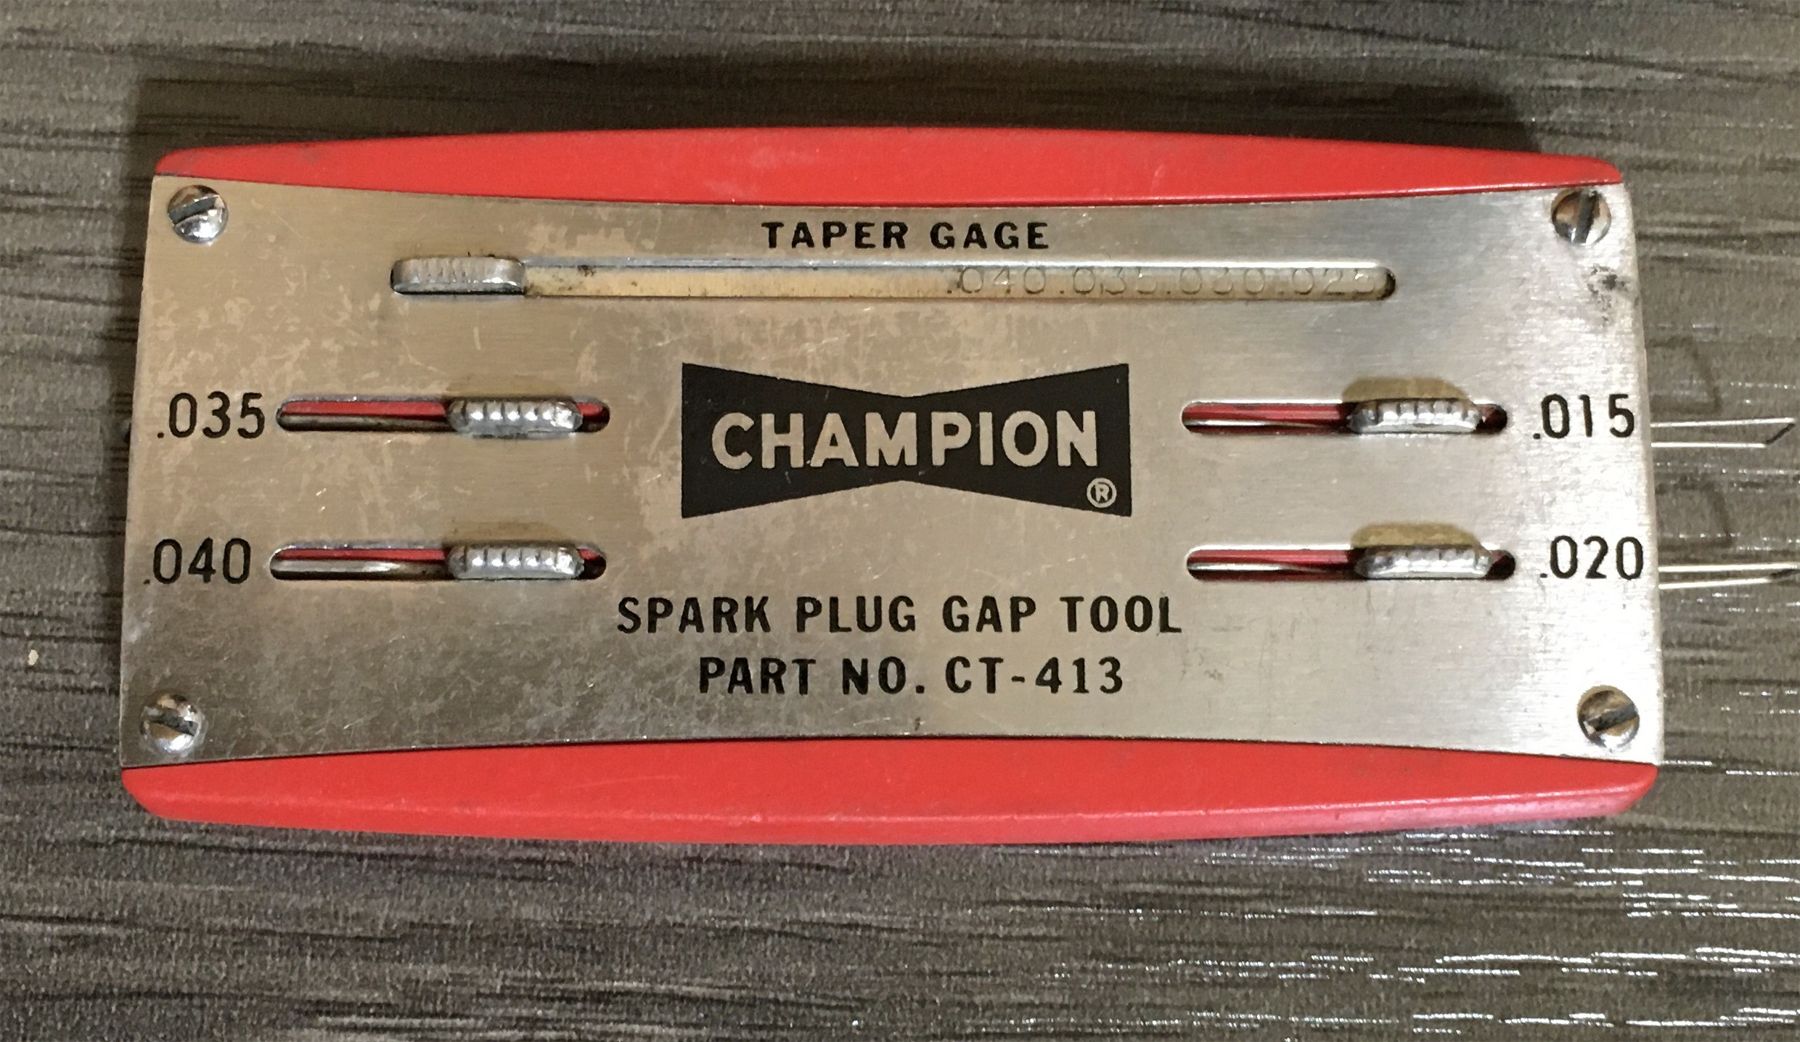 TAPER GAGE
.040 .035 .030 .025
.035
CHAMPION
®
.015
.040
.020
SPARK PLUG GAP TOOL
PART NO. CT-413